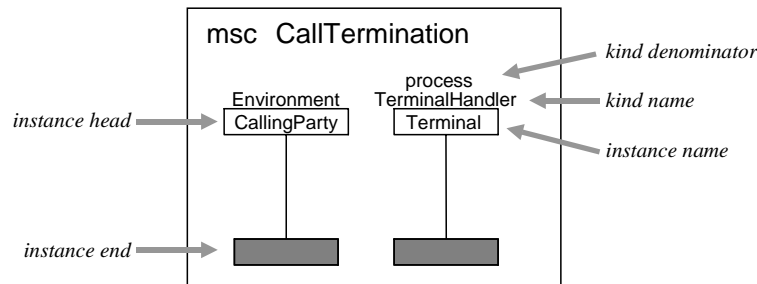 msc CallTermination
kind denominator
process
Environment
TerminalHandler
kind name
instance head
CallingParty
Terminal
instance name
instance end